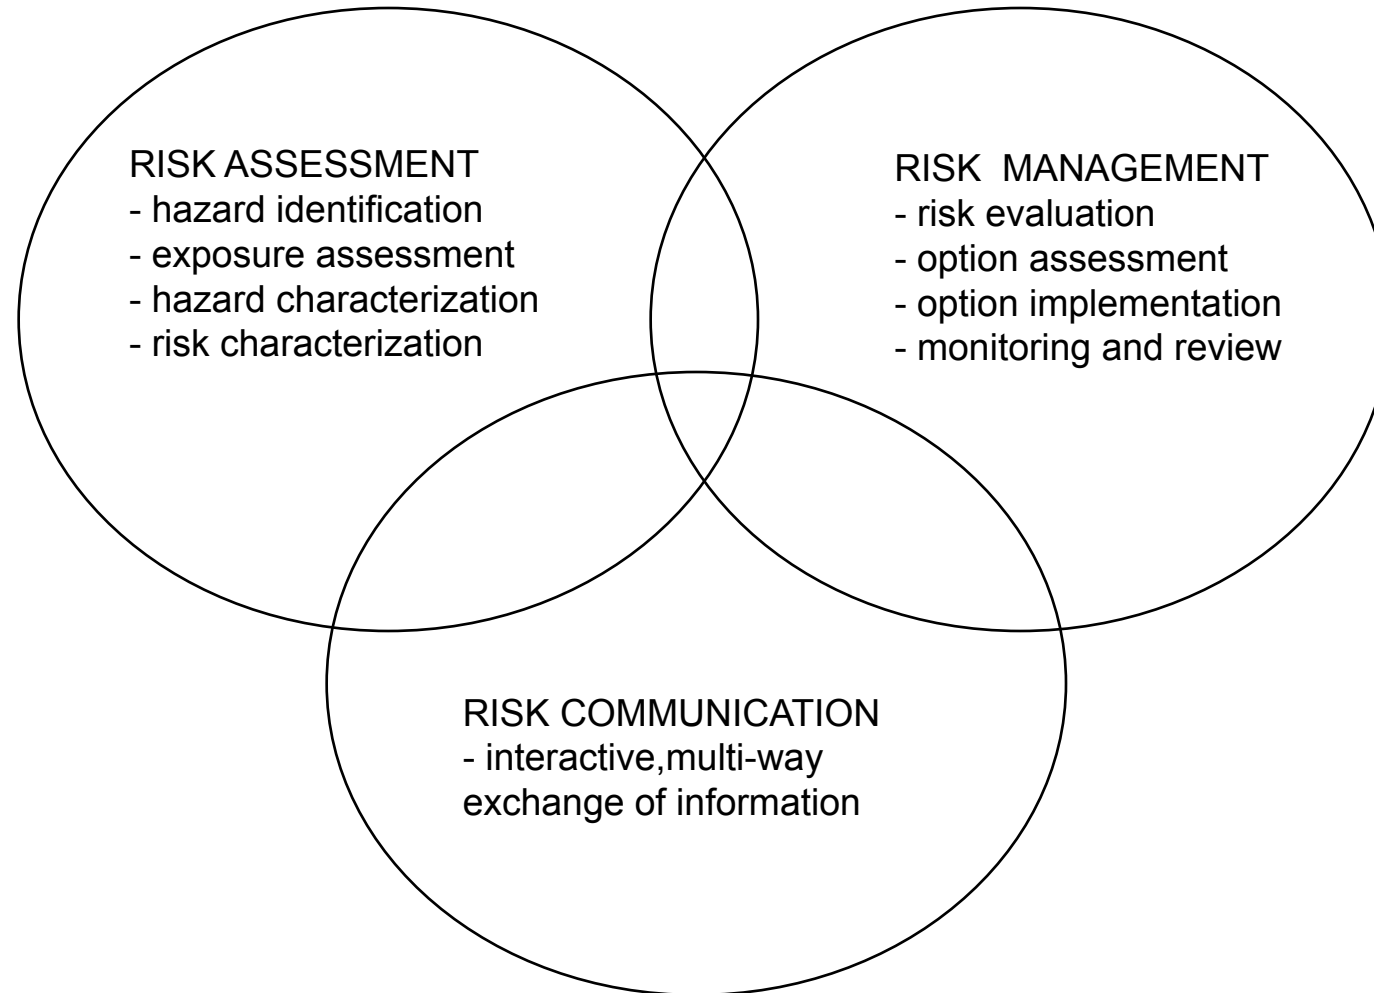 RISK ASSESSMENT
- hazard identification
- exposure assessment
- hazard characterization
- risk characterization
RISK  MANAGEMENT
- risk evaluation
- option assessment
- option implementation
- monitoring and review
RISK COMMUNICATION
- interactive,multi-way
exchange of information